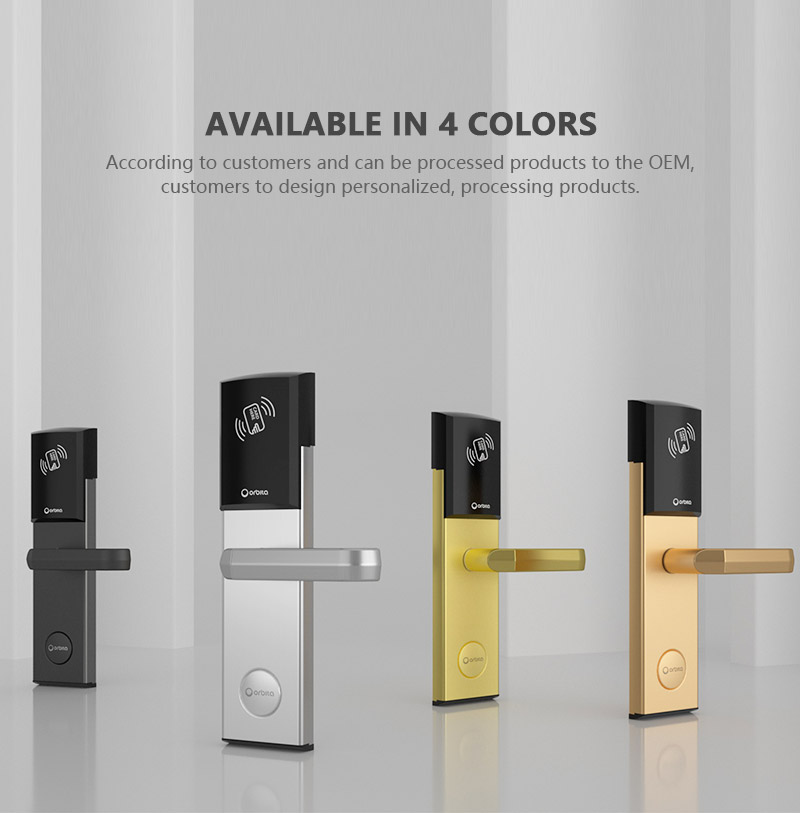 AVAILABLE IN 4 COLORS
According to customers and can be processed products to the OEM,
customers to design personalized, processing products.
orbita
orbita
orbita
orbita
orbita
orbita
orbita